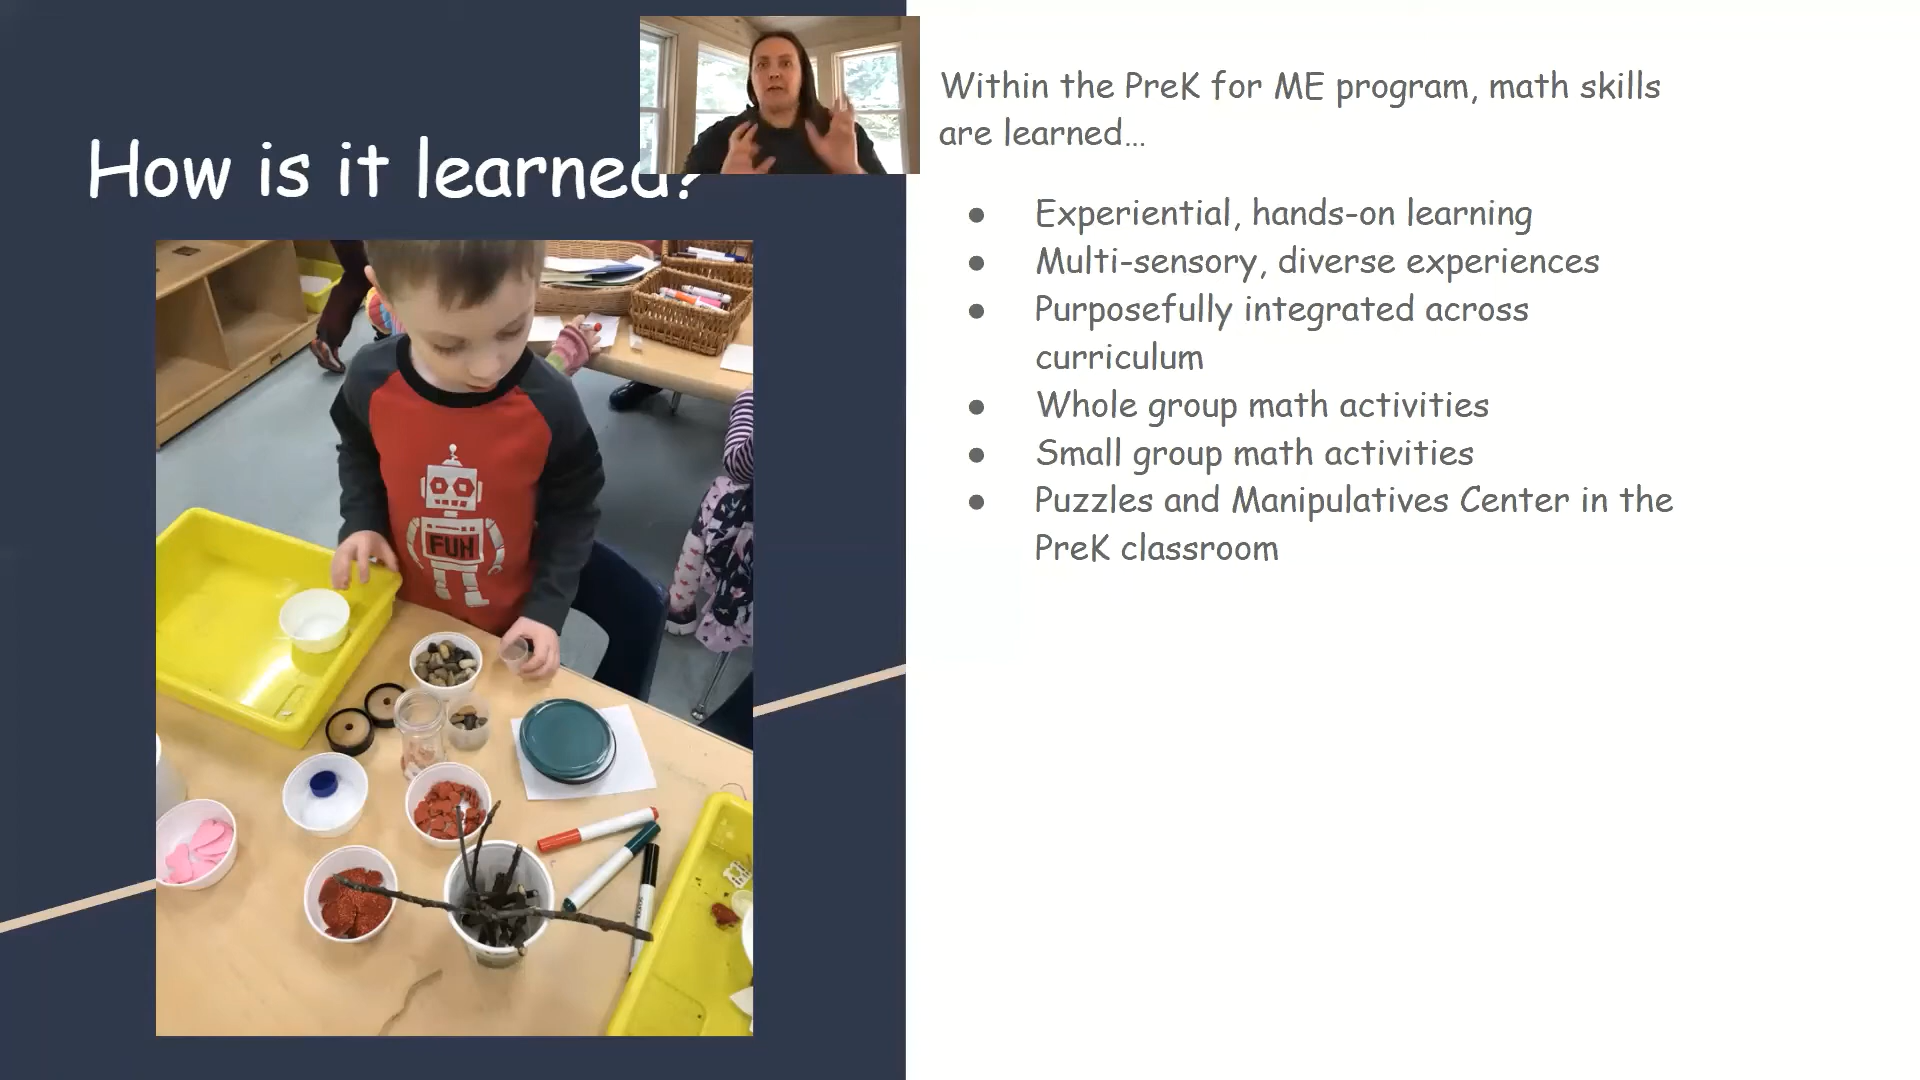 How is it learned?
Within the PreK for ME program, math skills
are learned…
● Experiential, hands-on learning
● Multi-sensory, diverse experiences
● Purposefully integrated across
curriculum
● Whole group math activities
● Small group math activities
● Puzzles and Manipulatives Center in the
PreK classroom
FUN